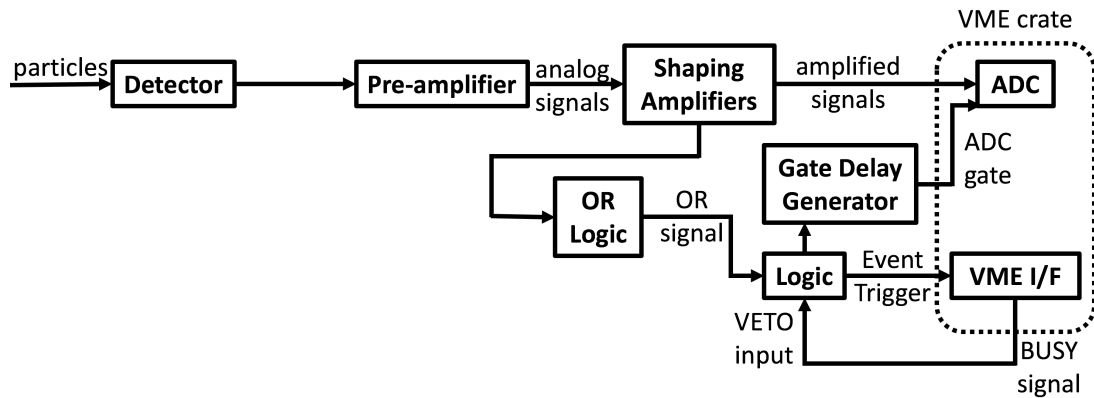 VME crate
particles
Detector
Pre-amplifier
analog
signals
Shaping
Amplifiers
amplified
signals
ADC
ADC
gate
Gate Delay
Generator
OR
Logic
OR
signal
Logic
Event
Trigger
VME I/F
VETO
input
BUSY
signal